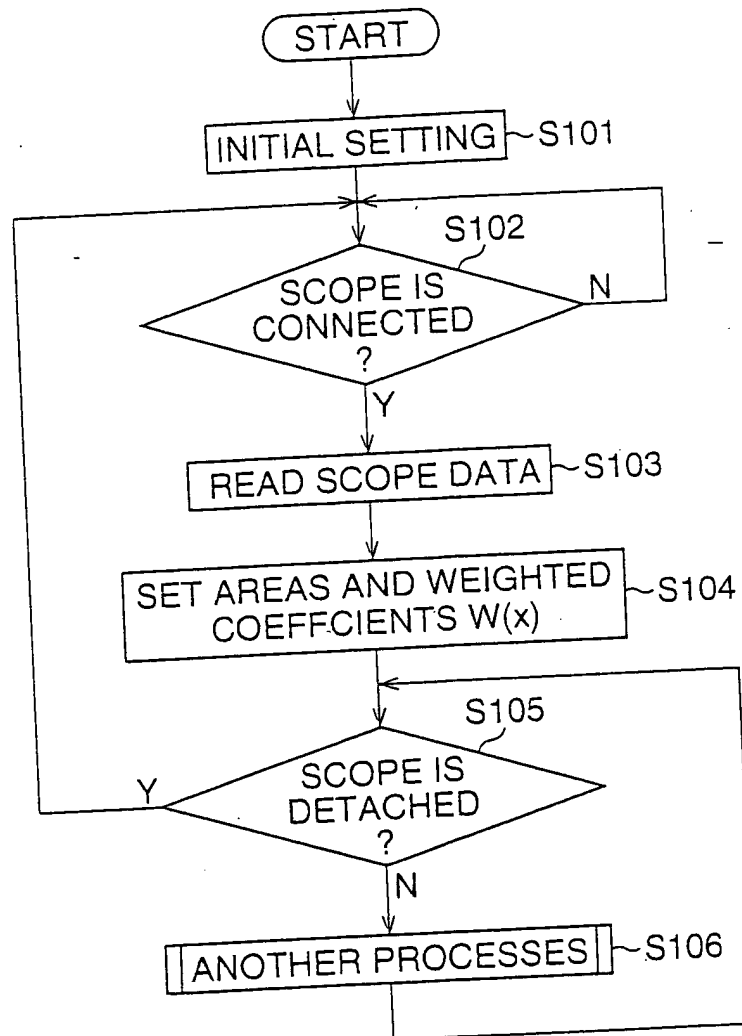 START
INITIAL SETTING
S101
S102
SCOPE IS
CONNECTED
?
N
Y
READ SCOPE DATA
S103
SET AREAS AND WEIGHTED
COEFFCIENTS W(x)
S104
S105
SCOPE IS
DETACHED
?
Y
N
ANOTHER PROCESSES
S106